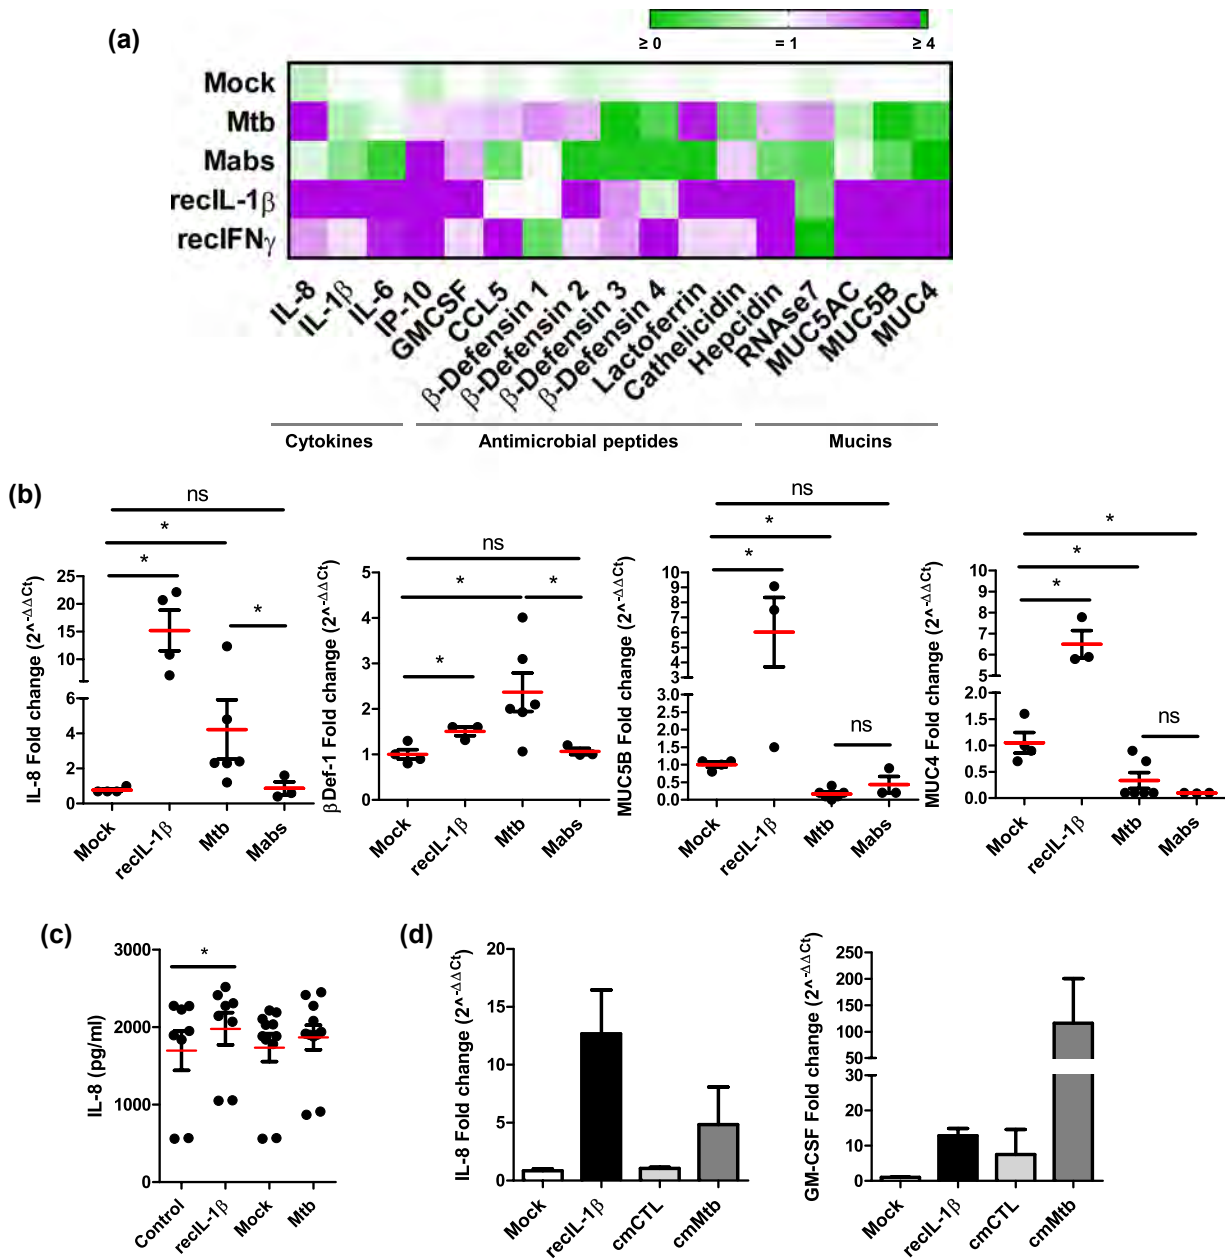 (a)
≥ 0 = 1 ≥ 4
Mock
Mtb
Mabs
recIL-1β
recIFNγ
IL-8
IL-1β
IL-6
IP-10
GMCSF
CCL5
β-Defensin 1
β-Defensin 2
β-Defensin 3
β-Defensin 4
Lactoferrin
Cathelicidin
Hepcidin
RNAse7
MUC5AC
MUC5B
MUC4
Cytokines Antimicrobial peptides Mucins
(b)
IL-8 Fold change (2^-ΔΔCt)
25
20
15
10
6
4
2
0
ns
*
*
*
Mock recIL-1β Mtb Mabs
β Def-1 Fold change (2^-ΔΔCt)
5
4
3
2
1
0
ns
* *
*
Mock recIL-1β Mtb Mabs
MUC5B Fold change (2^-ΔΔCt)
10
9
8
7
6
5
4
3
3.0
2.5
2.0
1.5
1.0
0.5
0.0
ns
*
*
ns
Mock recIL-1β Mtb Mabs
MUC4 Fold change (2^-ΔΔCt)
10
9
8
7
6
5
2.0
1.5
1.0
0.5
0.0
*
*
*
ns
Mock recIL-1β Mtb Mabs
(c)
IL-8 (pg/ml)
3000
2000
1000
0
*
Control recIL-1β Mock Mtb
(d)
IL-8 Fold change (2^-ΔΔCt)
20
15
10
5
0
Mock recIL-1β cmCTL cmMtb
GM-CSF Fold change (2^-ΔΔCt)
250
200
150
100
50
30
20
10
0
Mock recIL-1β cmCTL cmMtb